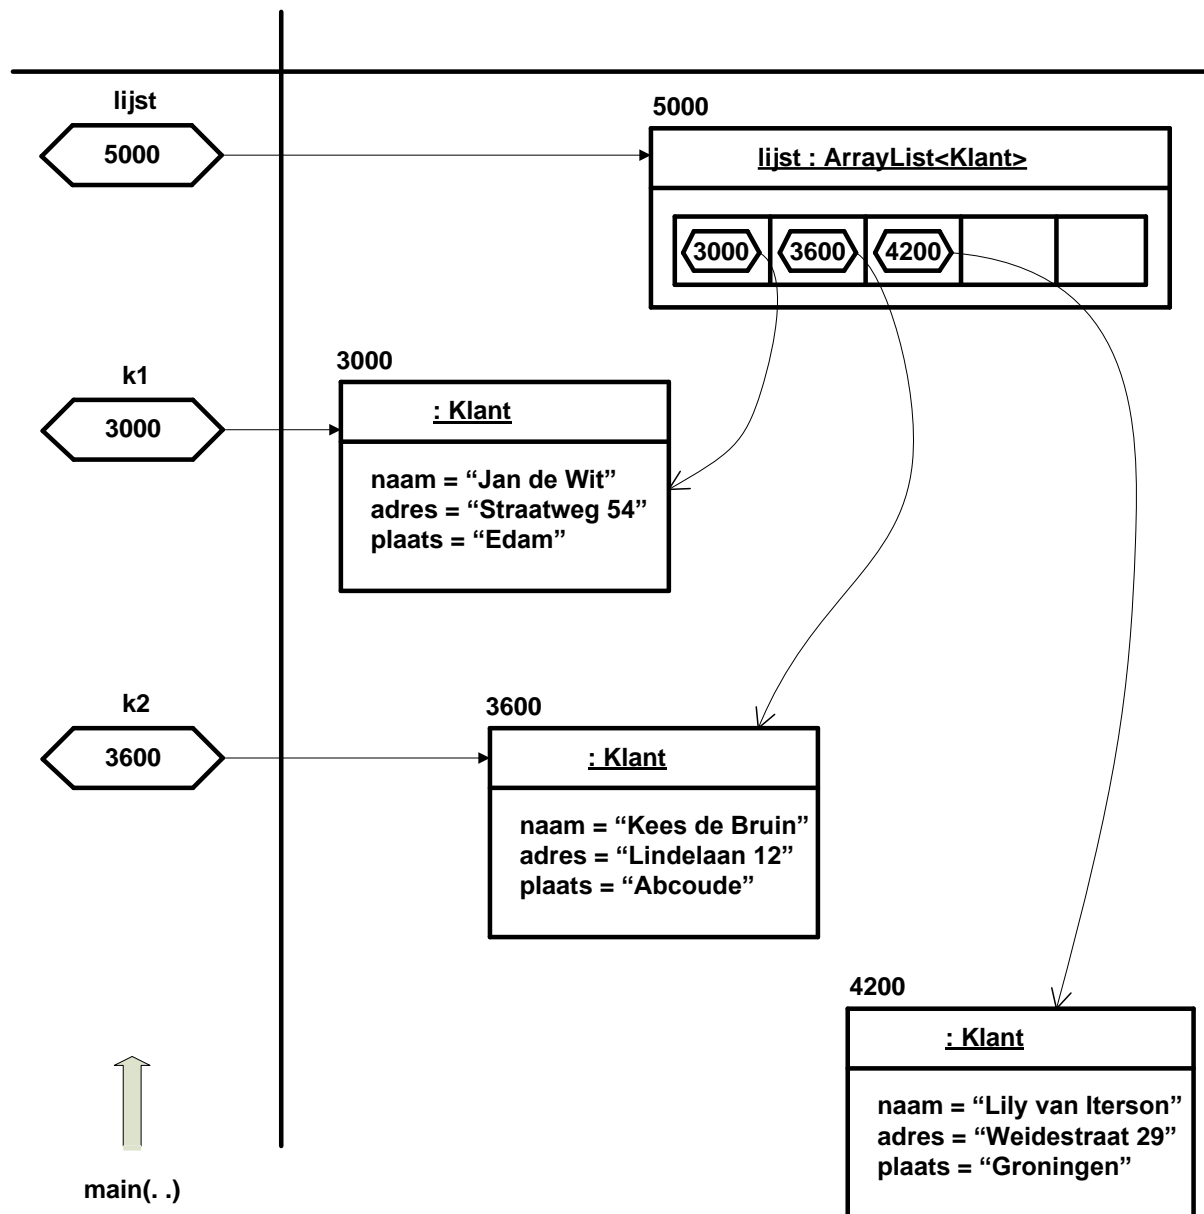 lijst
5000
5000
lijst : ArrayList<Klant>
3000 3600 4200
k1
3000
3000
: Klant
naam = “Jan de Wit”
adres = “Straatweg 54”
plaats = “Edam”
k2
3600
3600
: Klant
naam = “Kees de Bruin”
adres = “Lindelaan 12”
plaats = “Abcoude”
4200
: Klant
naam = “Lily van Iterson”
adres = “Weidestraat 29”
plaats = “Groningen”
main(. .)